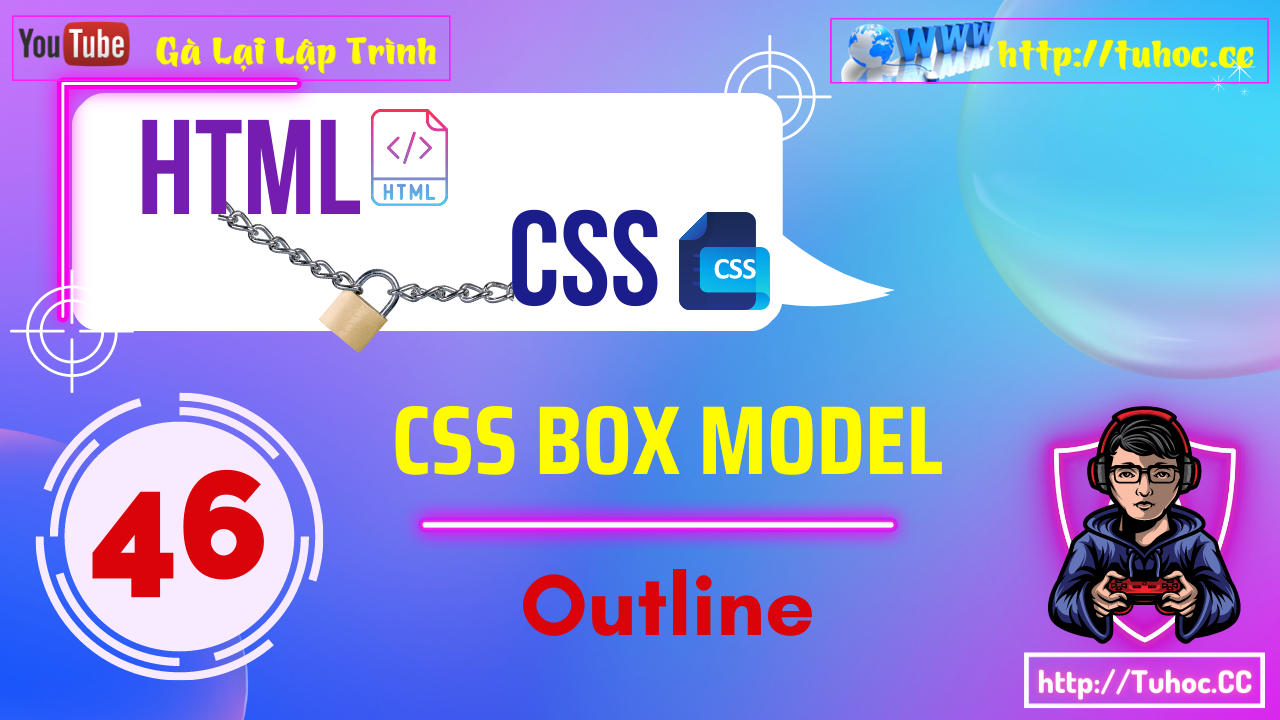 YouTube Gà Lại Lập Trình
WWW http://tuhoc.cc
HTML
HTML
CSS
CSS
CSS BOX MODEL
46
Outline
http://Tuhoc.CC